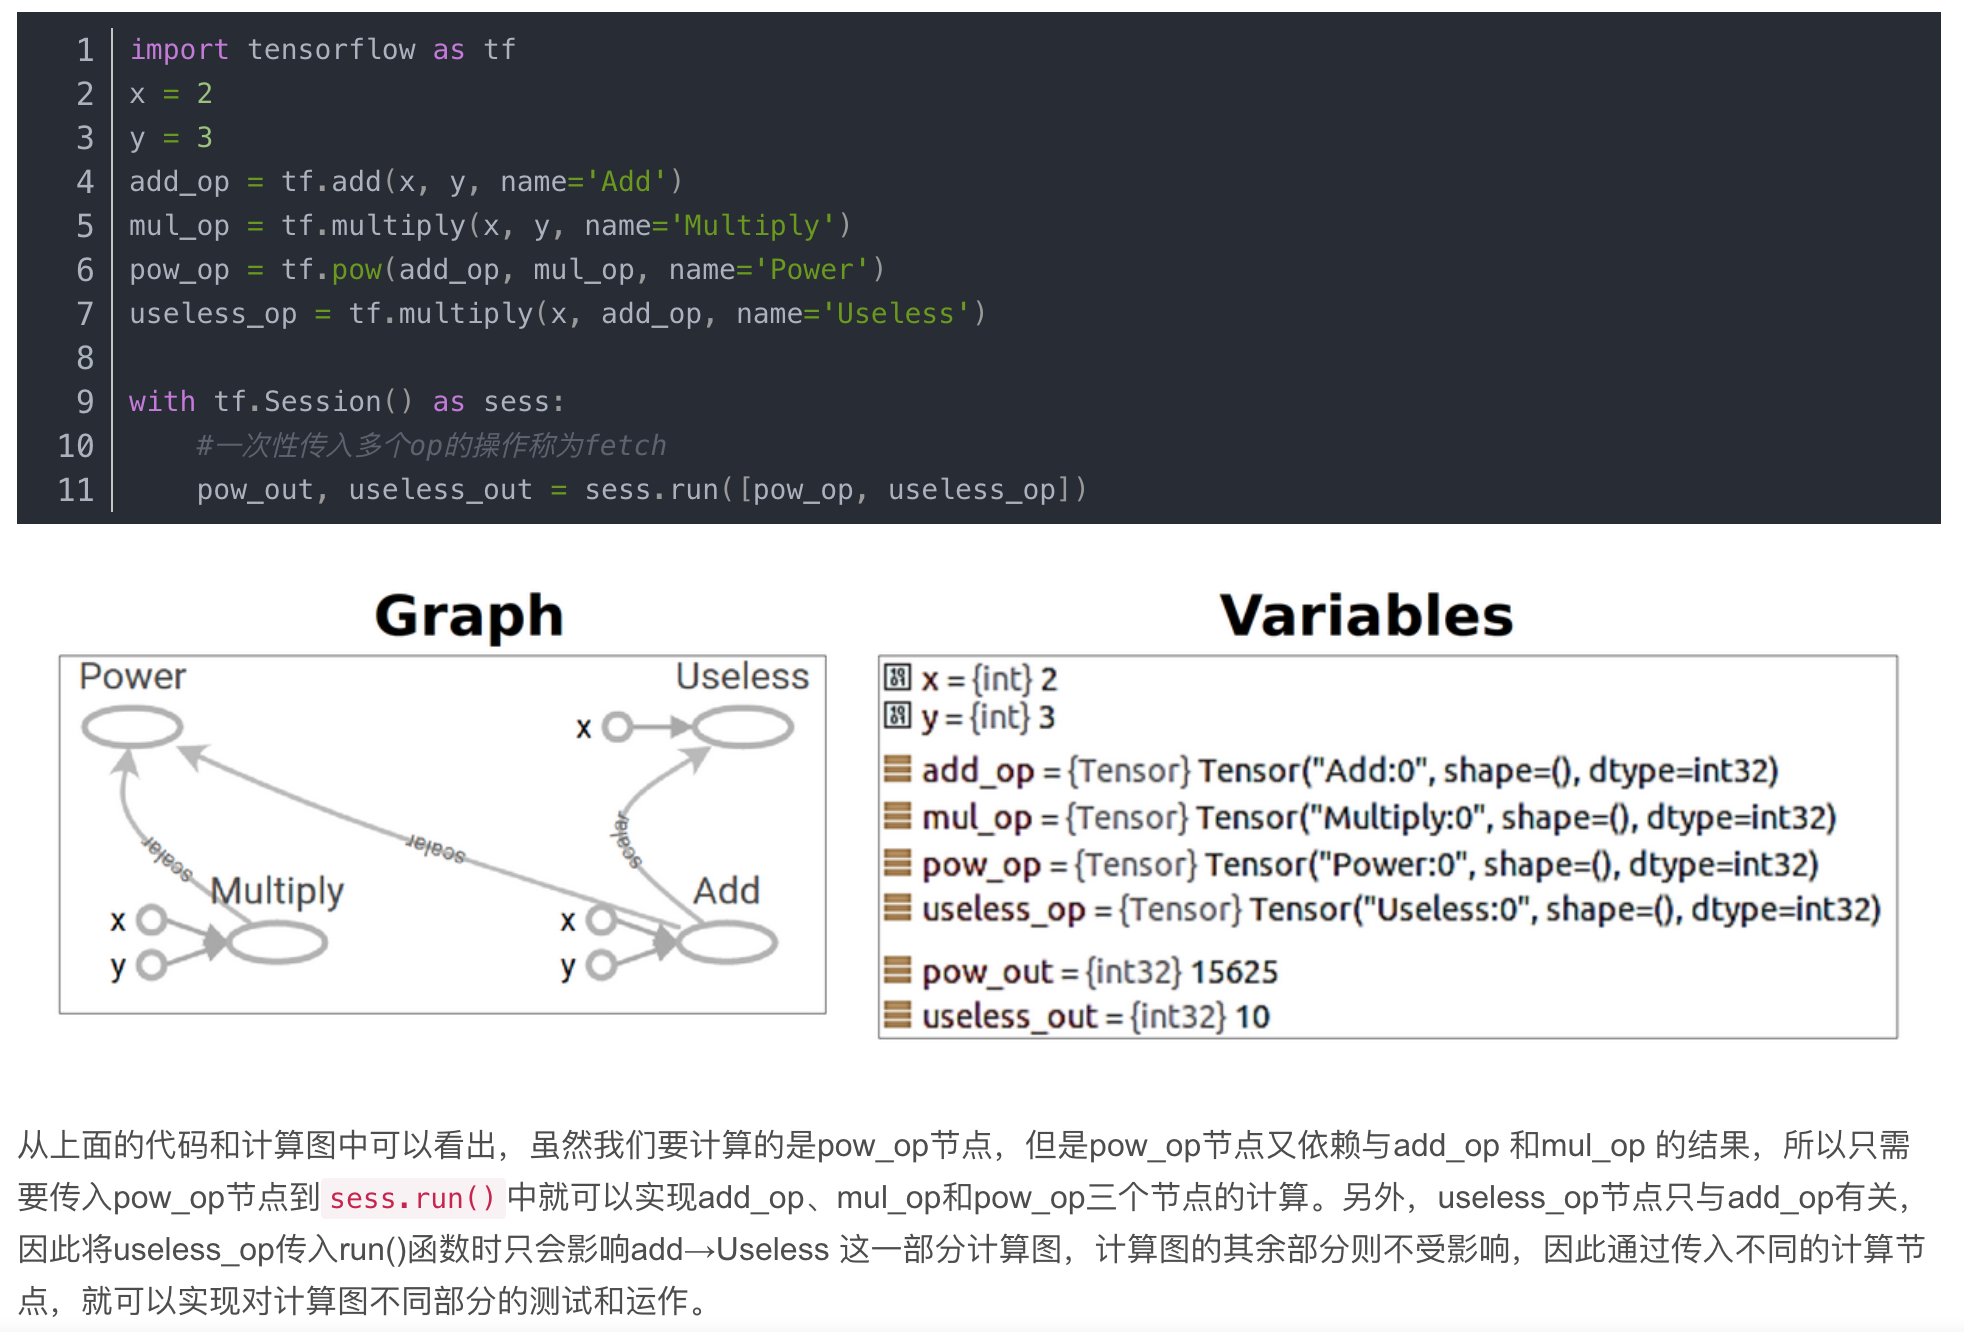 1 import tensorflow as tf
2 x = 2
3 y = 3
4 add_op = tf.add(x, y, name='Add')
5 mul_op = tf.multiply(x, y, name='Multiply')
6 pow_op = tf.pow(add_op, mul_op, name='Power')
7 useless_op = tf.multiply(x, add_op, name='Useless')
8
9 with tf.Session() as sess:
10     #一次性传入多个op的操作称为fetch
11     pow_out, useless_out = sess.run([pow_op, useless_op])
Graph
Power
Useless
x
scalar
scalar
scalar
Multiply
Add
x
y
x
y
Variables
x = {int} 2
y = {int} 3
add_op = {Tensor} Tensor("Add:0", shape=(), dtype=int32)
mul_op = {Tensor} Tensor("Multiply:0", shape=(), dtype=int32)
pow_op = {Tensor} Tensor("Power:0", shape=(), dtype=int32)
useless_op = {Tensor} Tensor("Useless:0", shape=(), dtype=int32)
pow_out = {int32} 15625
useless_out = {int32} 10
从上面的代码和计算图中可以看出，虽然我们要计算的是pow_op节点，但是pow_op节点又依赖与add_op 和mul_op 的结果，所以只需
要传入pow_op节点到sess.run()中就可以实现add_op、mul_op和pow_op三个节点的计算。另外，useless_op节点只与add_op有关，
因此将useless_op传入run()函数时只会影响add→Useless 这一部分计算图，计算图的其余部分则不受影响，因此通过传入不同的计算节
点，就可以实现对计算图不同部分的测试和运作。